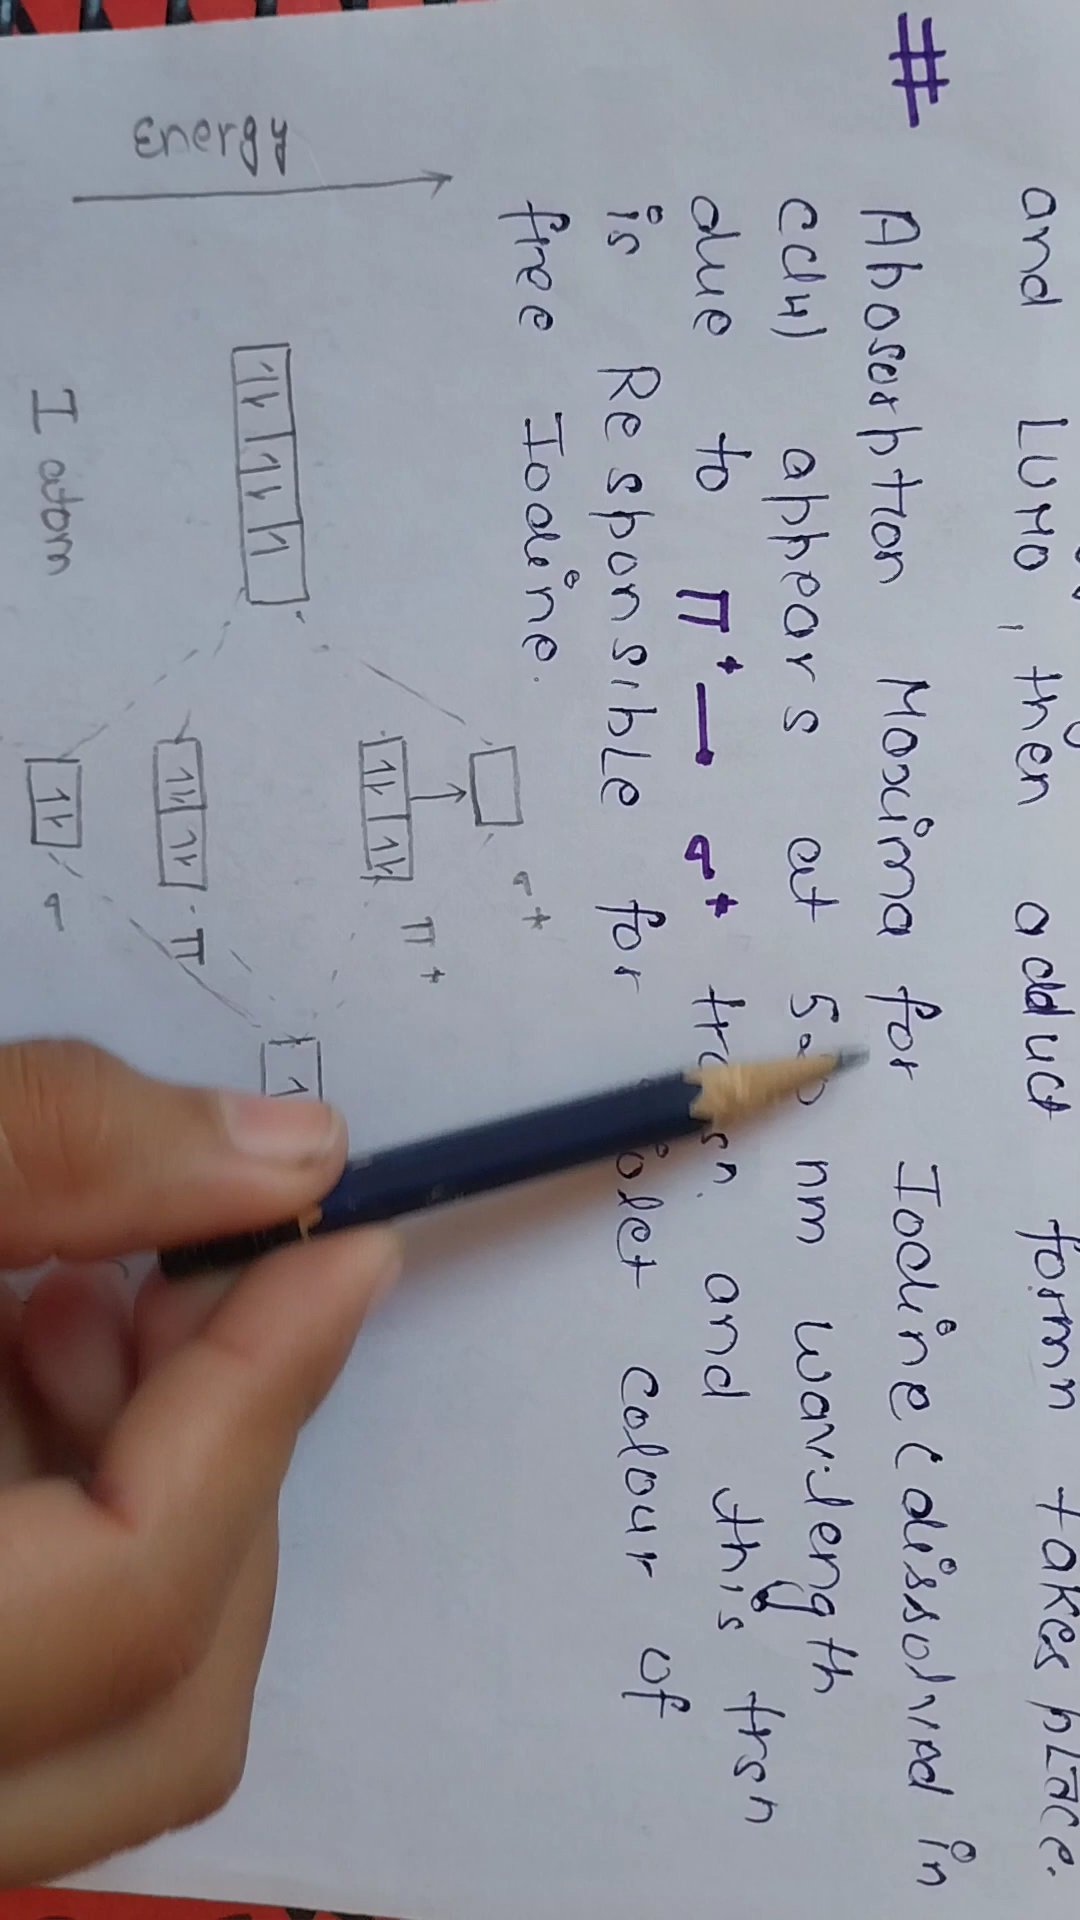 and LUMO, then adduct formn takes place.
#
Absorption Maxima for Iodine (dissolved in
CCl4) appears at nm wavelength
due to π* → σ* and this trsn
is Responsible for colour of
free Iodine.
Energy
σ*
π*
π
σ
I atom